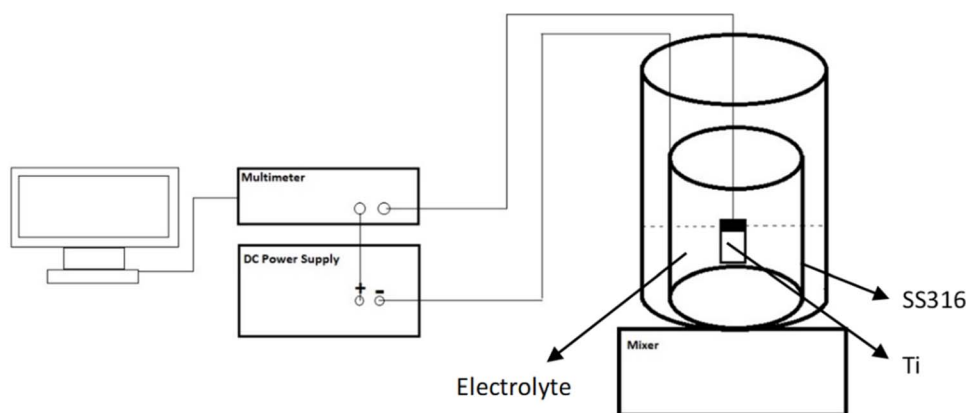 Multimeter
DC Power Supply
+ -
SS316
Mixer
Ti
Electrolyte